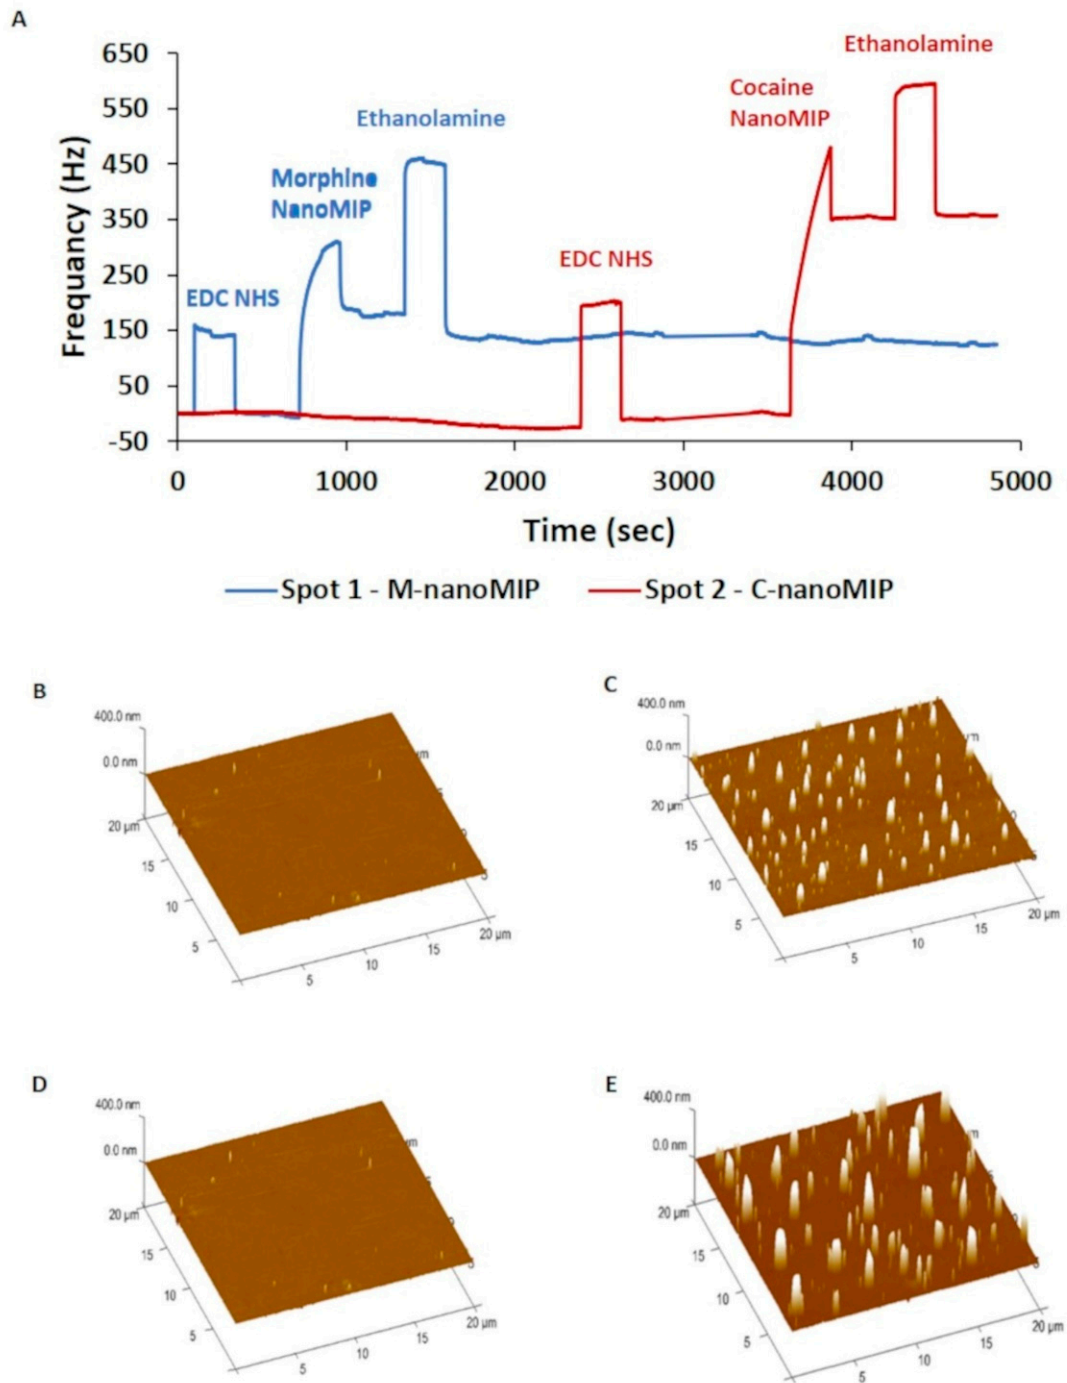 A
650
550
450
350
250
150
50
-50
Frequancy (Hz)
Ethanolamine
Cocaine
NanoMIP
Ethanolamine
Morphine
NanoMIP
EDC NHS
EDC NHS
0 1000 2000 3000 4000 5000
Time (sec)
Spot 1 - M-nanoMIP Spot 2 - C-nanoMIP
B
400.0 nm
0.0 nm
20 µm
15
10
5
5
10
15
20 µm
C
400.0 nm
0.0 nm
20 µm
15
10
5
5
10
15
20 µm
D
400.0 nm
0.0 nm
20 µm
15
10
5
5
10
15
20 µm
E
400.0 nm
0.0 nm
20 µm
15
10
5
5
10
15
20 µm